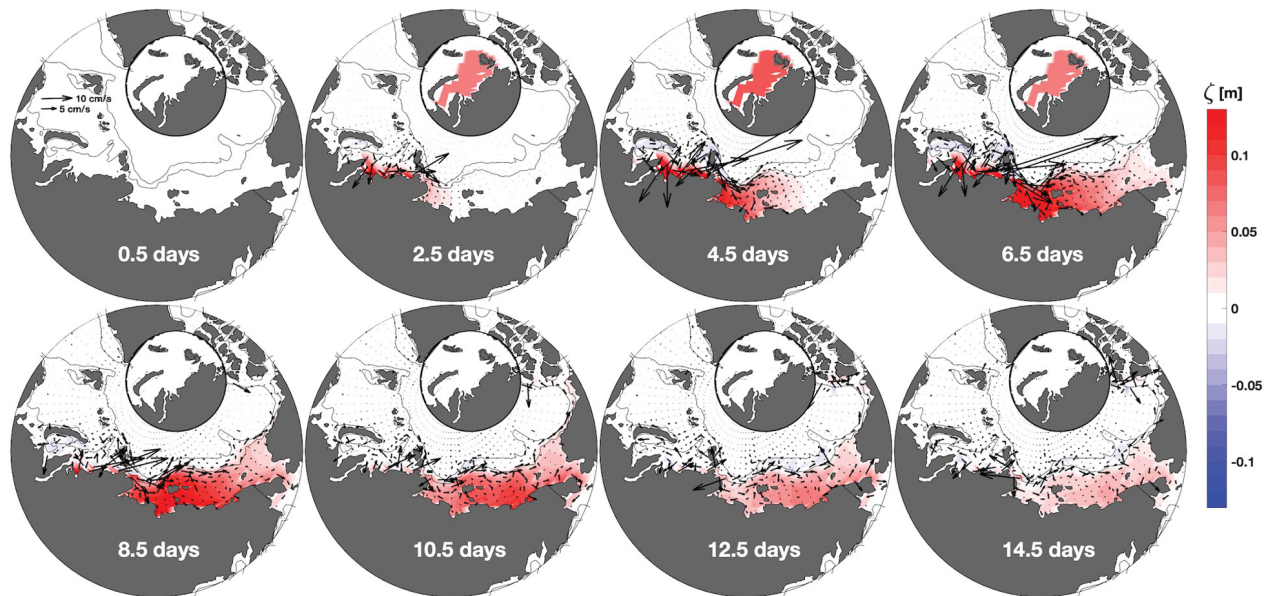 10 cm/s
5 cm/s
0.5 days
2.5 days
4.5 days
6.5 days
ζ [m]
0.1
0.05
0
-0.05
-0.1
8.5 days
10.5 days
12.5 days
14.5 days